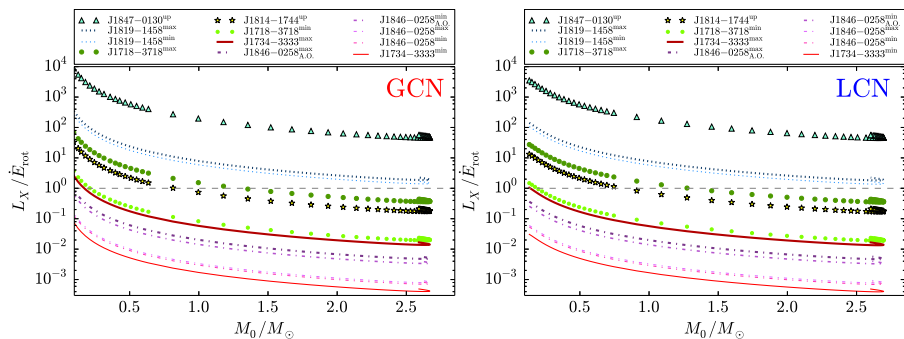 J1847−0130^up J1814−1744^up J1846−0258^min_A.O.
J1819−1458^max J1718−3718^min J1846−0258^max
J1819−1458^min J1734−3333^max J1846−0258^min
J1718−3718^max J1846−0258^max_A.O. J1734−3333^min
GCN
10^4
10^3
10^2
10^1
10^0
10^−1
10^−2
10^−3
L_X / Ė_rot
0.5 1.0 1.5 2.0 2.5
M_0/M_⊙
J1847−0130^up J1814−1744^up J1846−0258^min_A.O.
J1819−1458^max J1718−3718^min J1846−0258^max
J1819−1458^min J1734−3333^max J1846−0258^min
J1718−3718^max J1846−0258^max_A.O. J1734−3333^min
LCN
10^4
10^3
10^2
10^1
10^0
10^−1
10^−2
10^−3
L_X / Ė_rot
0.5 1.0 1.5 2.0 2.5
M_0/M_⊙